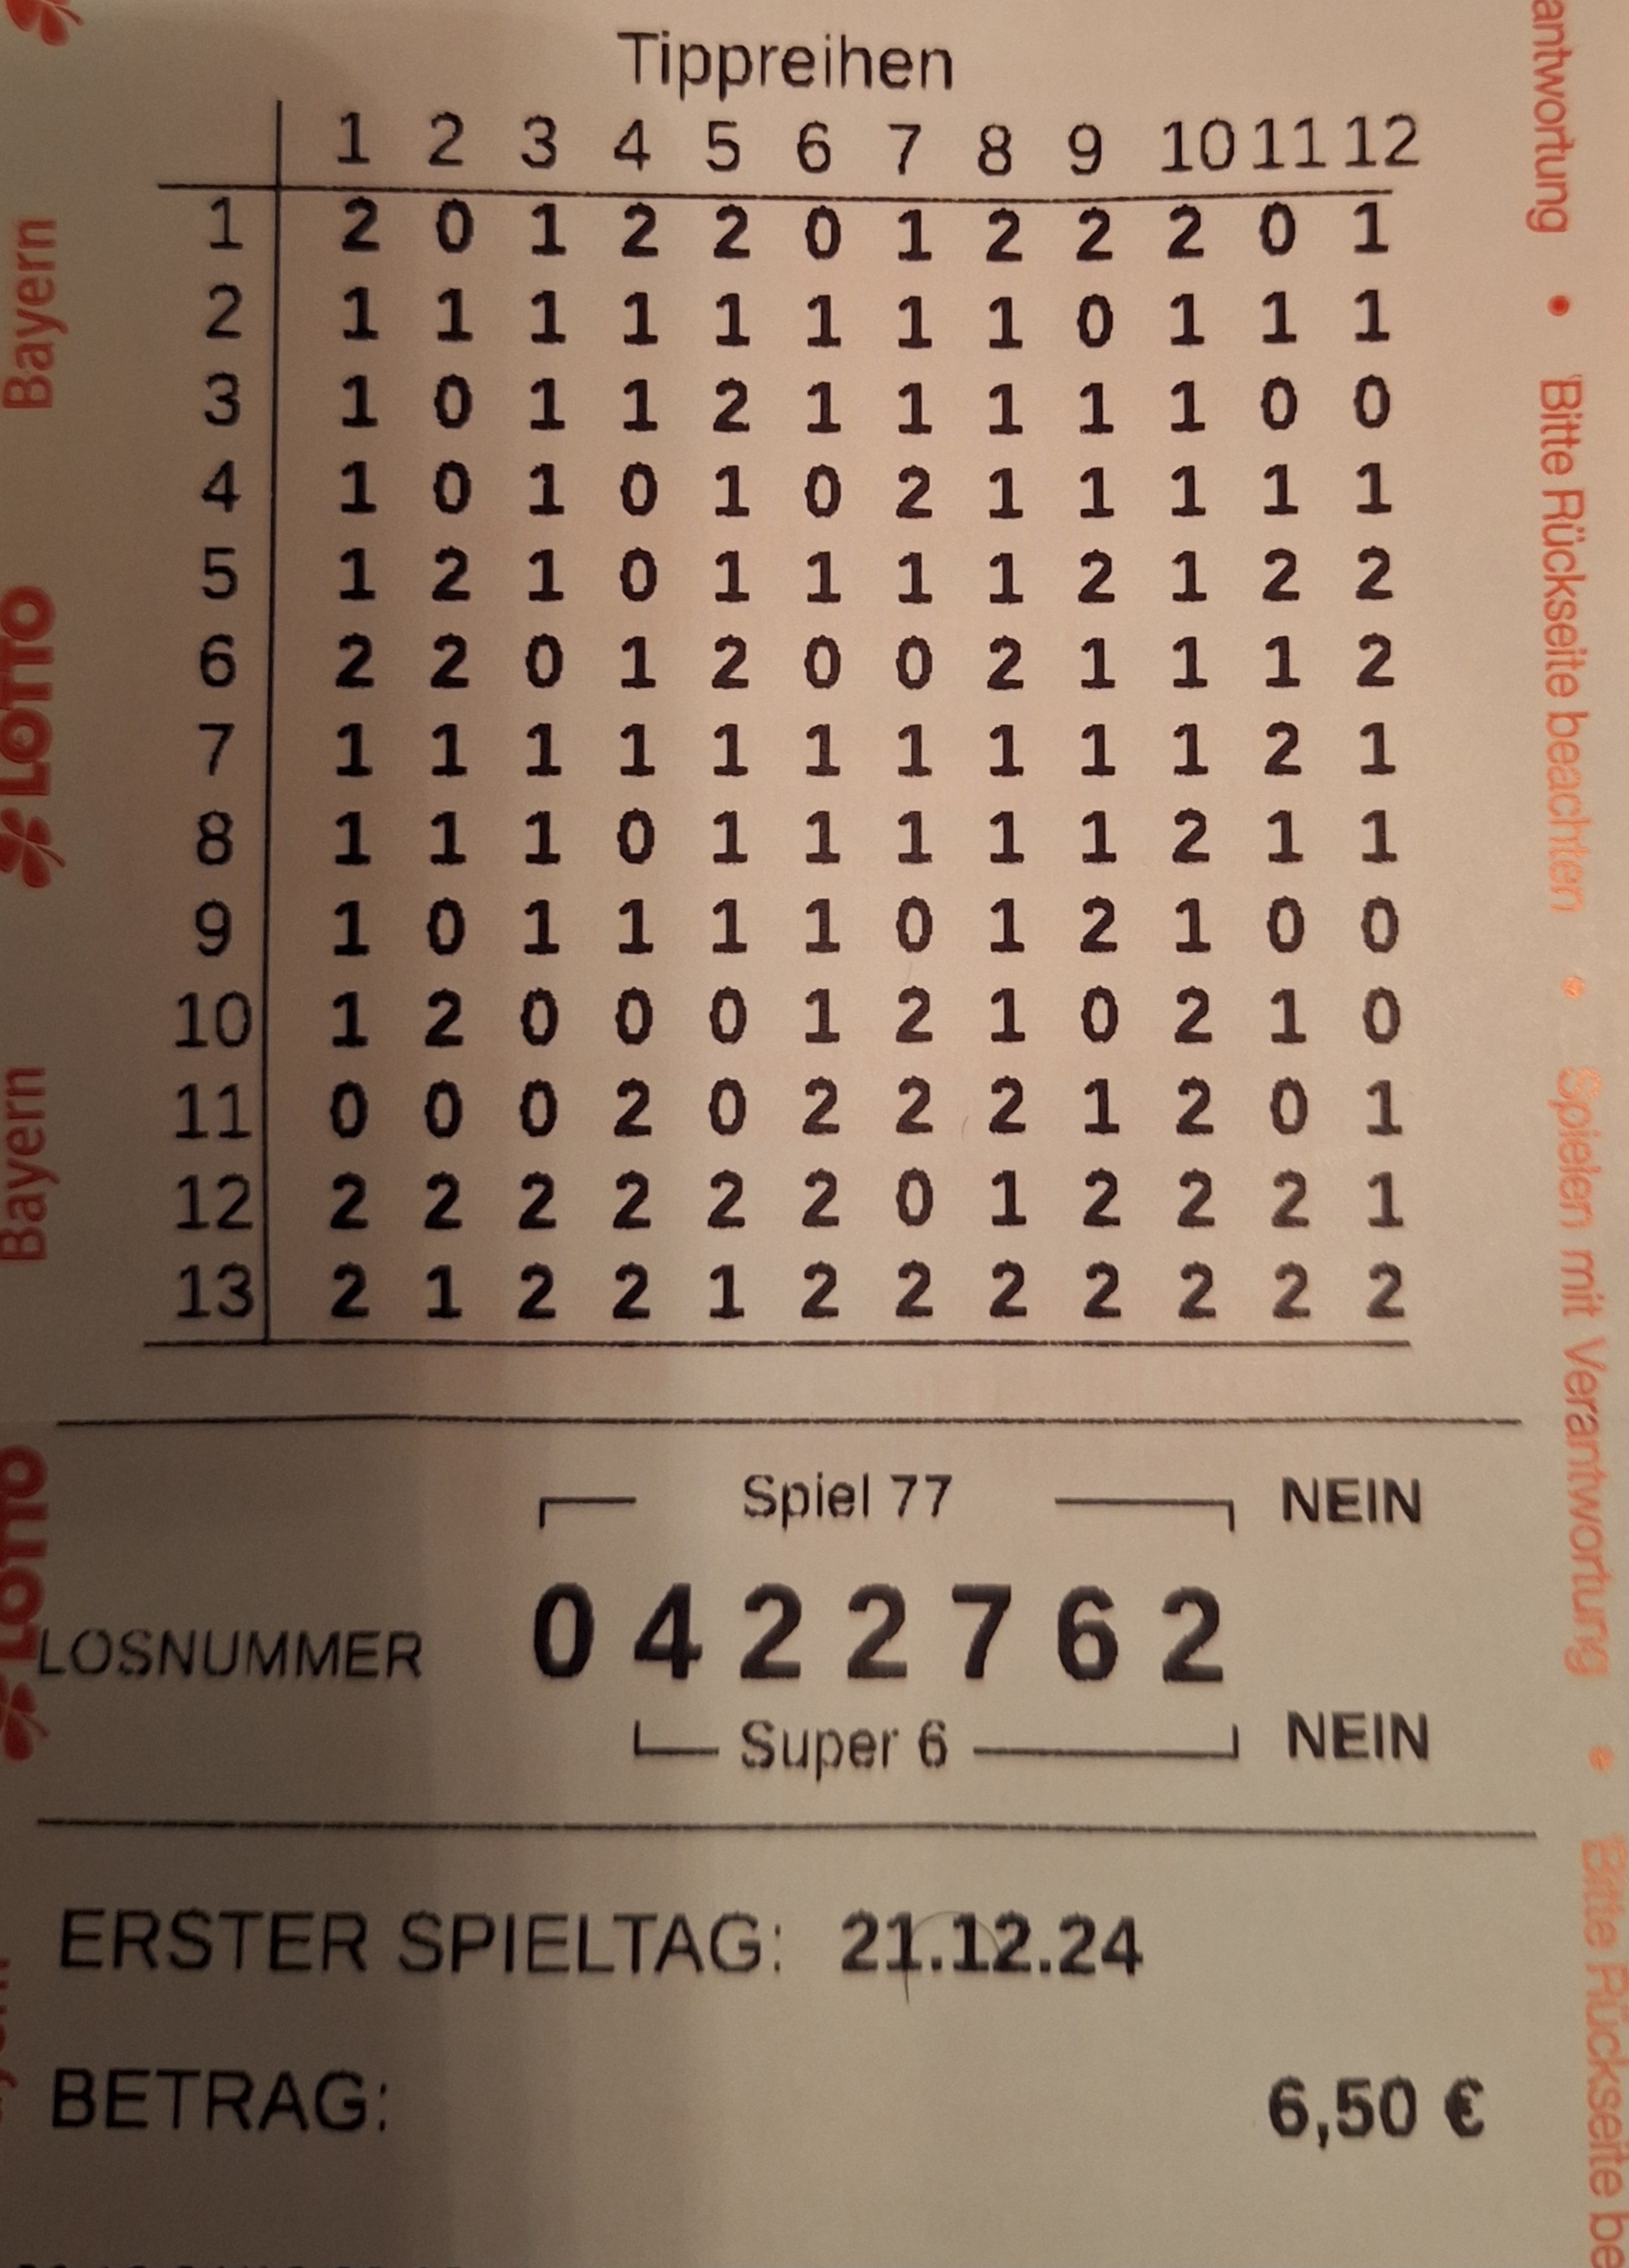 Tippreihen
1 2 3 4 5 6 7 8 9 10 11 12
1 2 0 1 2 2 0 1 2 2 2 0 1
2 1 1 1 1 1 1 1 1 0 1 1 1
3 1 0 1 1 2 1 1 1 1 1 0 0
4 1 0 1 0 1 0 2 1 1 1 1 1
5 1 2 1 0 1 1 1 1 2 1 2 2
6 2 2 0 1 2 0 0 2 1 1 1 2
7 1 1 1 1 1 1 1 1 1 1 2 1
8 1 1 1 0 1 1 1 1 1 2 1 1
9 1 0 1 1 1 1 0 1 2 1 0 0
10 1 2 0 0 0 1 2 1 0 2 1 0
11 0 0 0 2 0 2 2 2 1 2 0 1
12 2 2 2 2 2 2 0 1 2 2 2 1
13 2 1 2 2 1 2 2 2 2 2 2 2
Spiel 77 NEIN
LOSNUMMER 0422762
Super 6 NEIN
ERSTER SPIELTAG: 21.12.24
BETRAG: 6,50 €
LOTTO Bayern
LOTTO Bayern
antwortung • Bitte Rückseite beachten • Spielen mit Verantwortung • Bitte Rückseite be